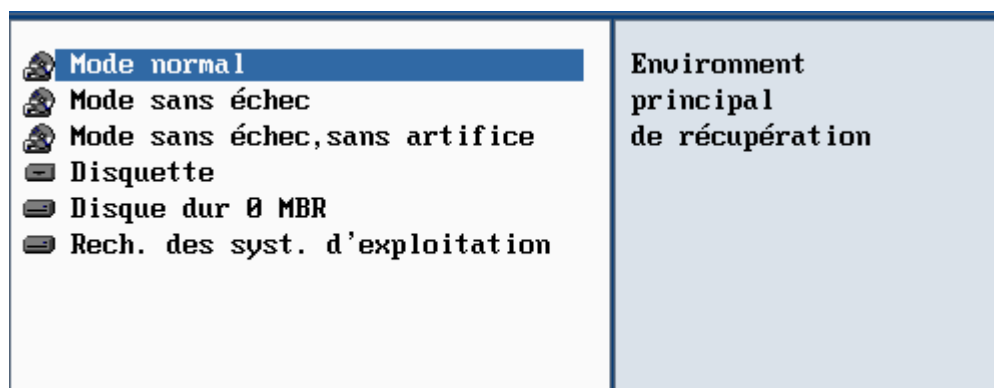 Mode normal
Mode sans échec
Mode sans échec,sans artifice
Disquette
Disque dur 0 MBR
Rech. des syst. d'exploitation
Environnent
principal
de récupération